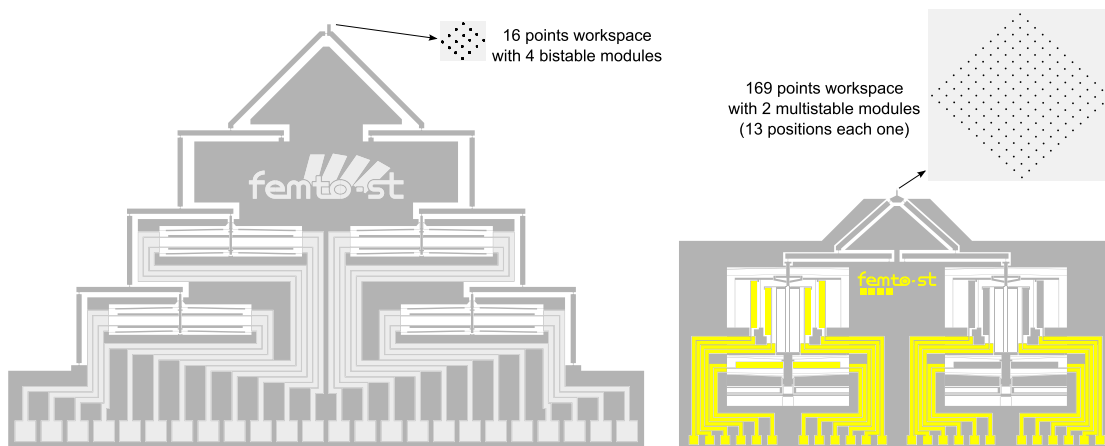 16 points workspace
with 4 bistable modules
169 points workspace
with 2 multistable modules
(13 positions each one)
femto-st
femto-st